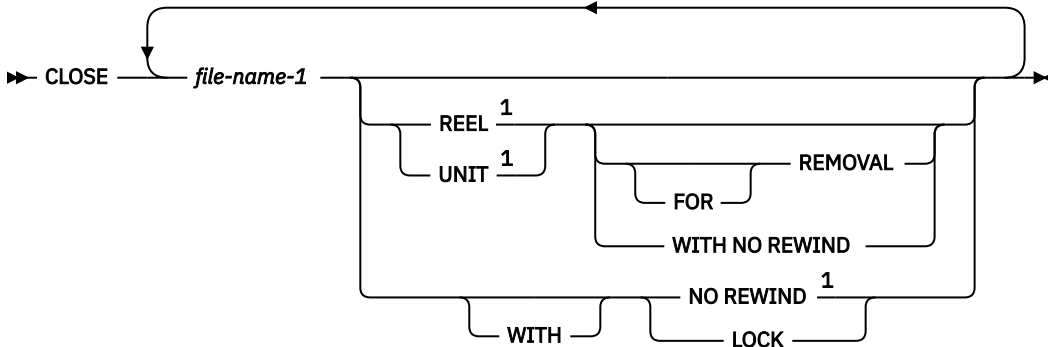 CLOSE file-name-1
REEL 1
UNIT 1
REMOVAL
FOR
WITH NO REWIND
NO REWIND 1
WITH
LOCK